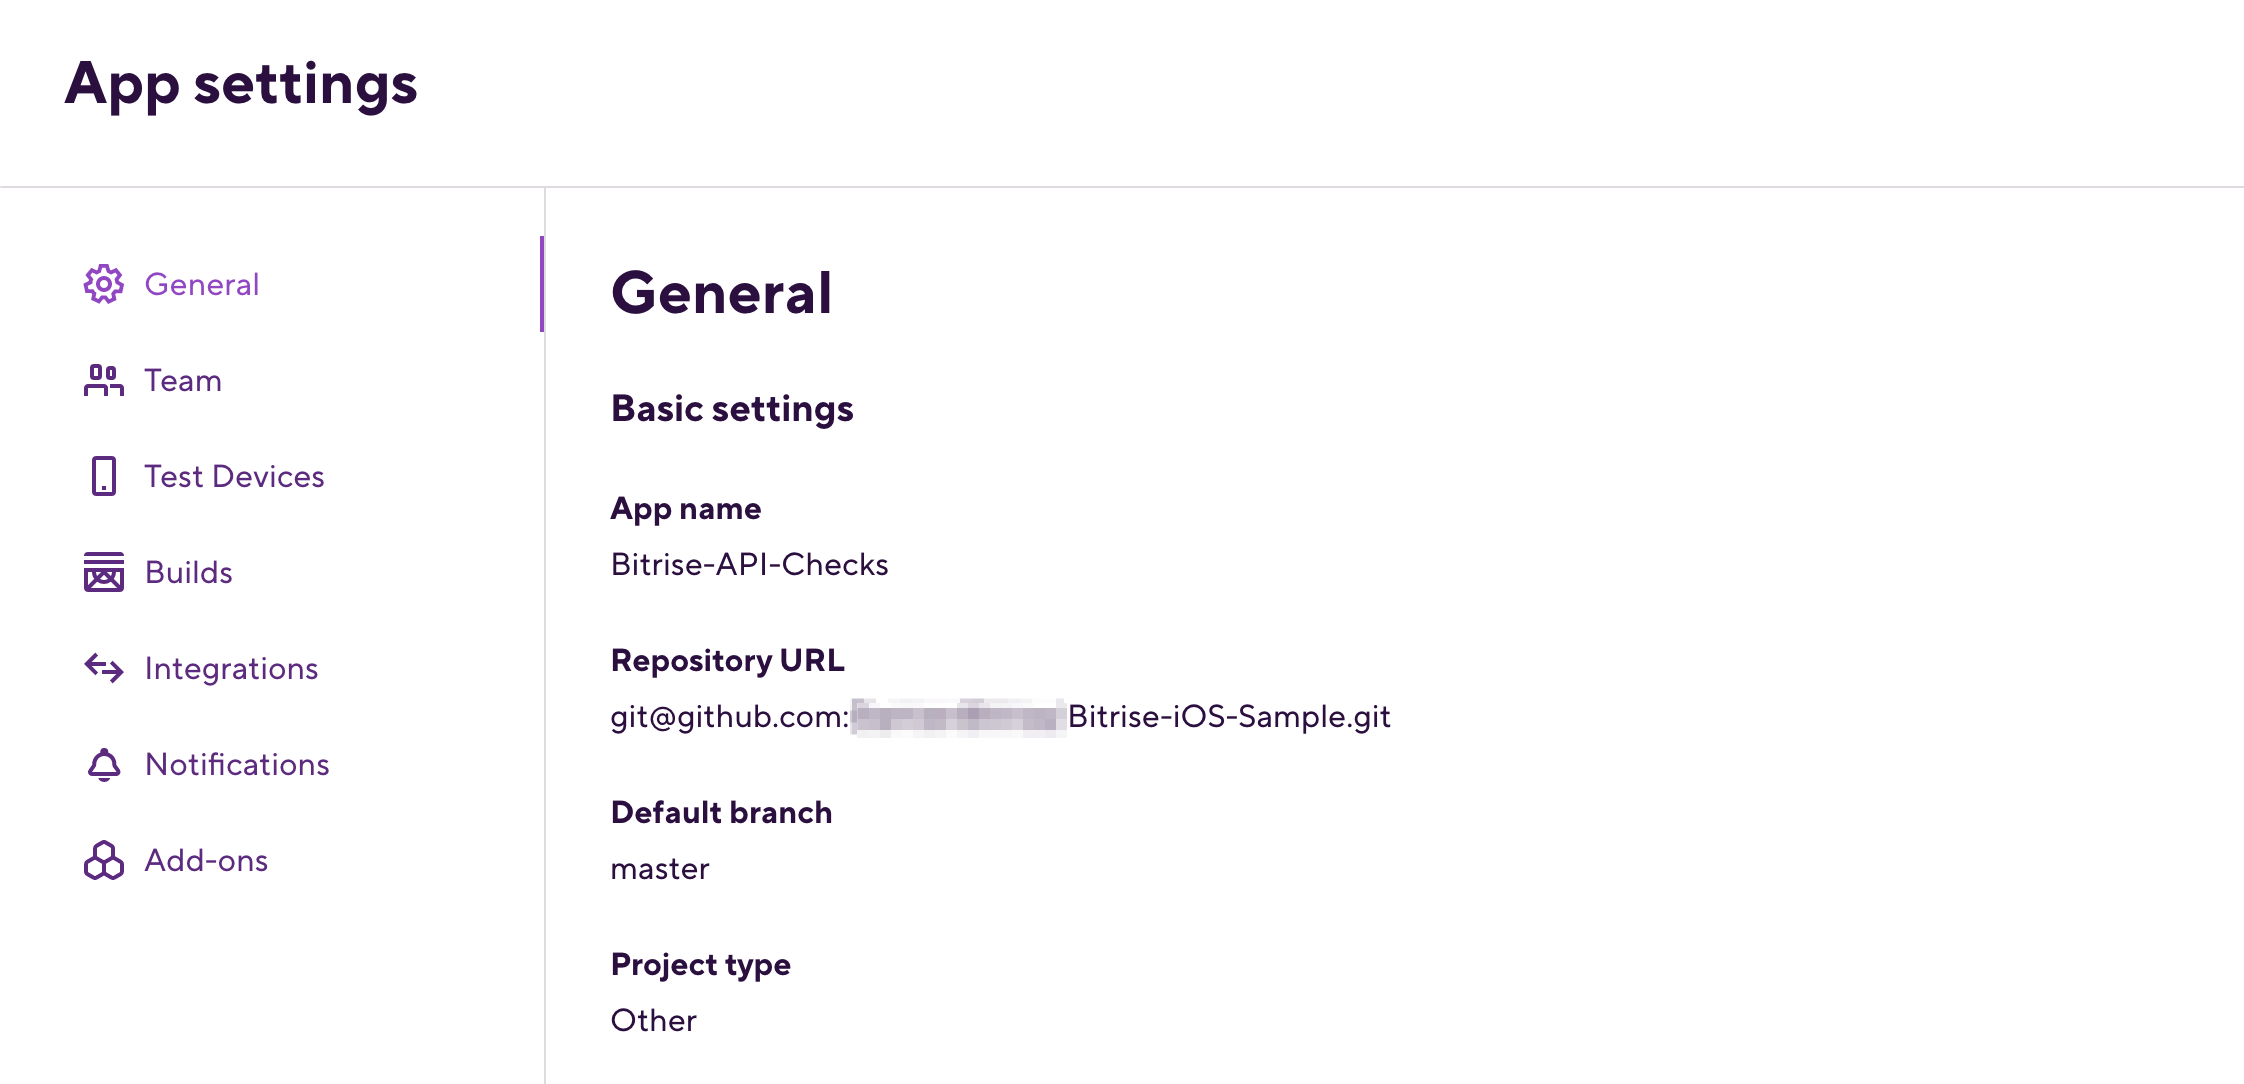 App settings
General
Team
Test Devices
Builds
Integrations
Notifications
Add-ons
General
Basic settings
App name
Bitrise-API-Checks
Repository URL
git@github.com: Bitrise-iOS-Sample.git
Default branch
master
Project type
Other